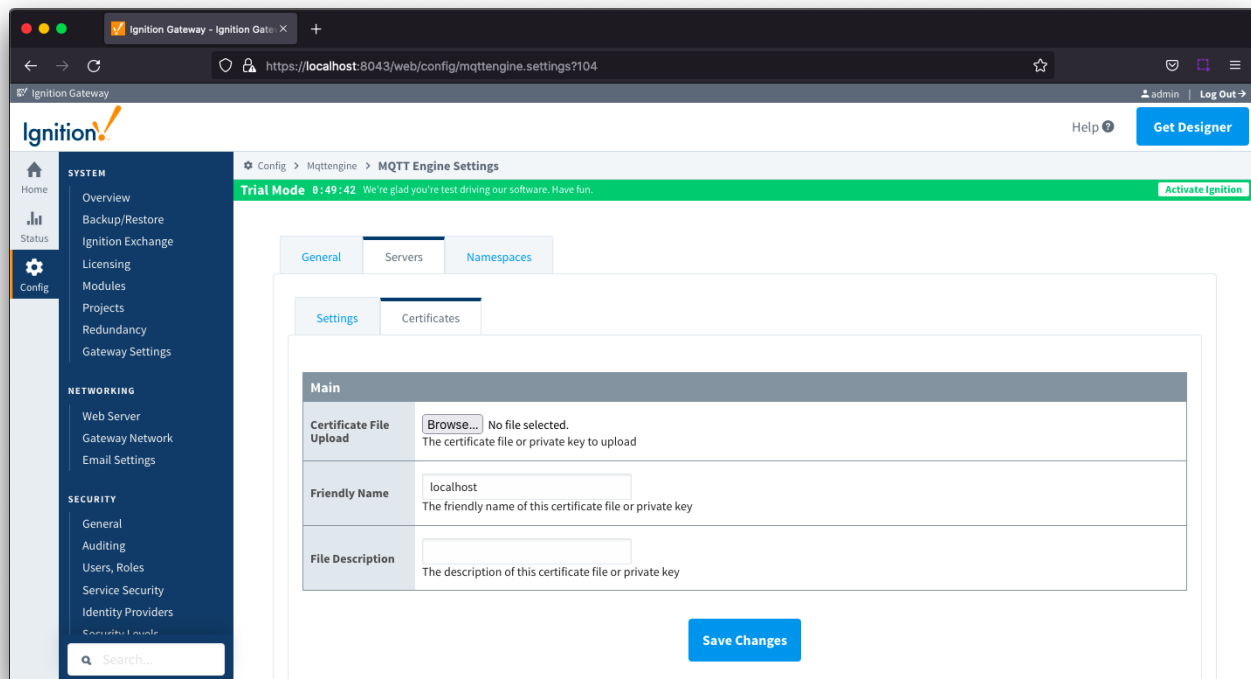 Ignition Gateway - Ignition Gate
https://localhost:8043/web/config/mqttengine.settings?104
Ignition Gateway
admin | Log Out
Ignition!
Help
Get Designer
Home
Status
Config
SYSTEM
Overview
Backup/Restore
Ignition Exchange
Licensing
Modules
Projects
Redundancy
Gateway Settings
NETWORKING
Web Server
Gateway Network
Email Settings
SECURITY
General
Auditing
Users, Roles
Service Security
Identity Providers
Security Levels
Search...
Config > Mqttengine > MQTT Engine Settings
Trial Mode 0:49:42 We're glad you're test driving our software. Have fun.
Activate Ignition
General
Servers
Namespaces
Settings
Certificates
Main
Certificate File
Upload
Browse... No file selected.
The certificate file or private key to upload
Friendly Name
localhost
The friendly name of this certificate file or private key
File Description
The description of this certificate file or private key
Save Changes